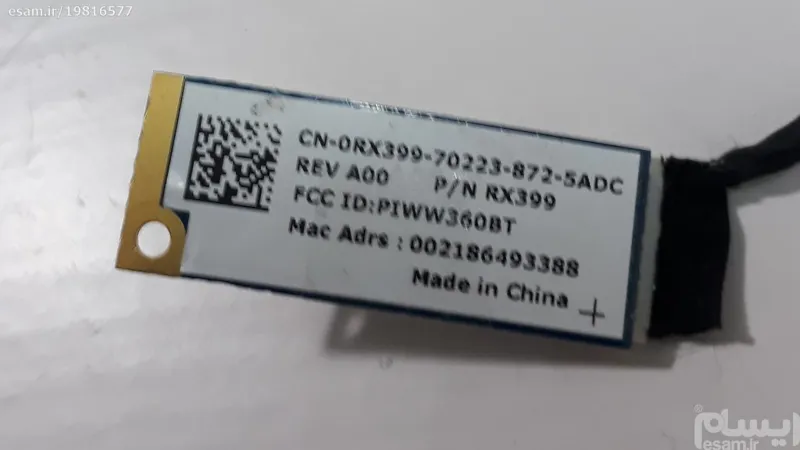 esam.ir/19816577
CN-0RX399-70223-872-5ADC
REV A00 P/N RX399
FCC ID:PIWW360BT
Mac Adrs : 002186493388
Made in China
ایسام
esam.ir